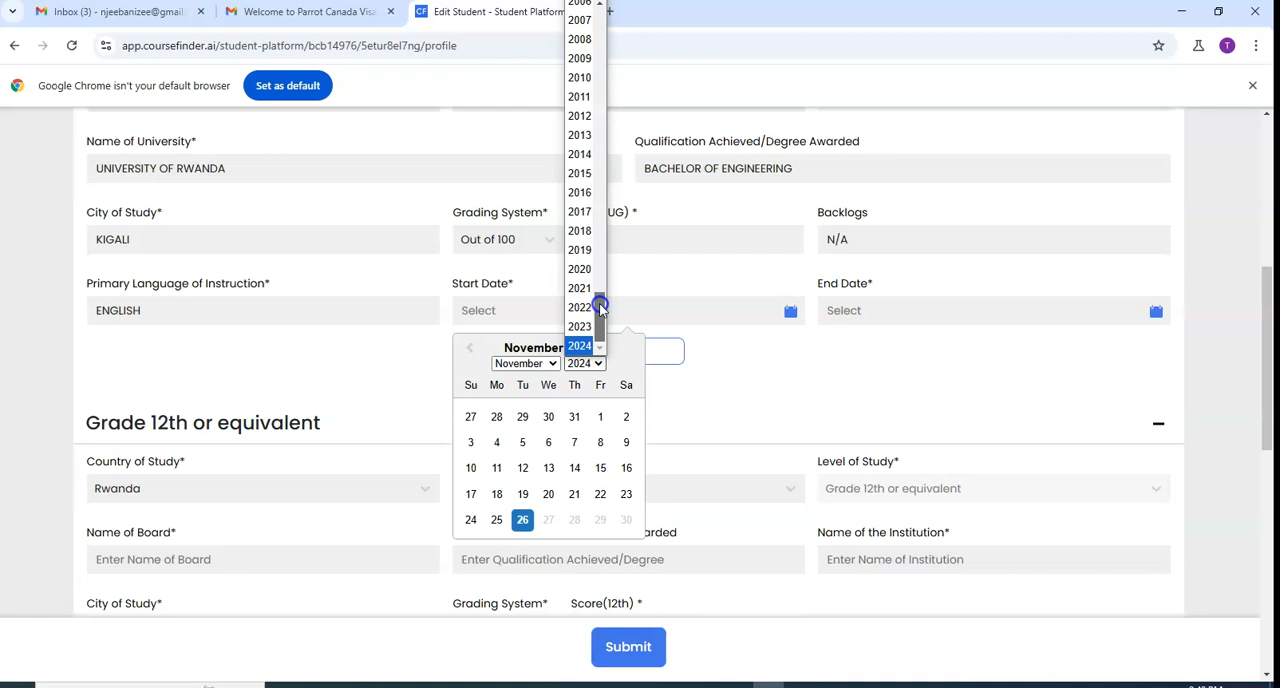 Inbox (3) - njeebanizee@gmail
Welcome to Parrot Canada Visa
CF Edit Student - Student Platform
app.coursefinder.ai/student-platform/bcb14976/5etur8el7ng/profile
T
Google Chrome isn't your default browser
Set as default
Name of University*
Qualification Achieved/Degree Awarded
UNIVERSITY OF RWANDA
BACHELOR OF ENGINEERING
City of Study*
Grading System*
UG) *
Backlogs
KIGALI
Out of 100
N/A
Primary Language of Instruction*
Start Date*
End Date*
ENGLISH
Select
Select
2006
2007
2008
2009
2010
2011
2012
2013
2014
2015
2016
2017
2018
2019
2020
2021
2022
2023
2024
November
November 2024
Su Mo Tu We Th Fr Sa
27 28 29 30 31 1 2
3 4 5 6 7 8 9
10 11 12 13 14 15 16
17 18 19 20 21 22 23
24 25 26 27 28 29 30
Grade 12th or equivalent
Country of Study*
Level of Study*
Rwanda
Grade 12th or equivalent
Name of Board*
arded
Name of the Institution*
Enter Name of Board
Enter Qualification Achieved/Degree
Enter Name of Institution
City of Study*
Grading System*
Score(12th) *
Submit